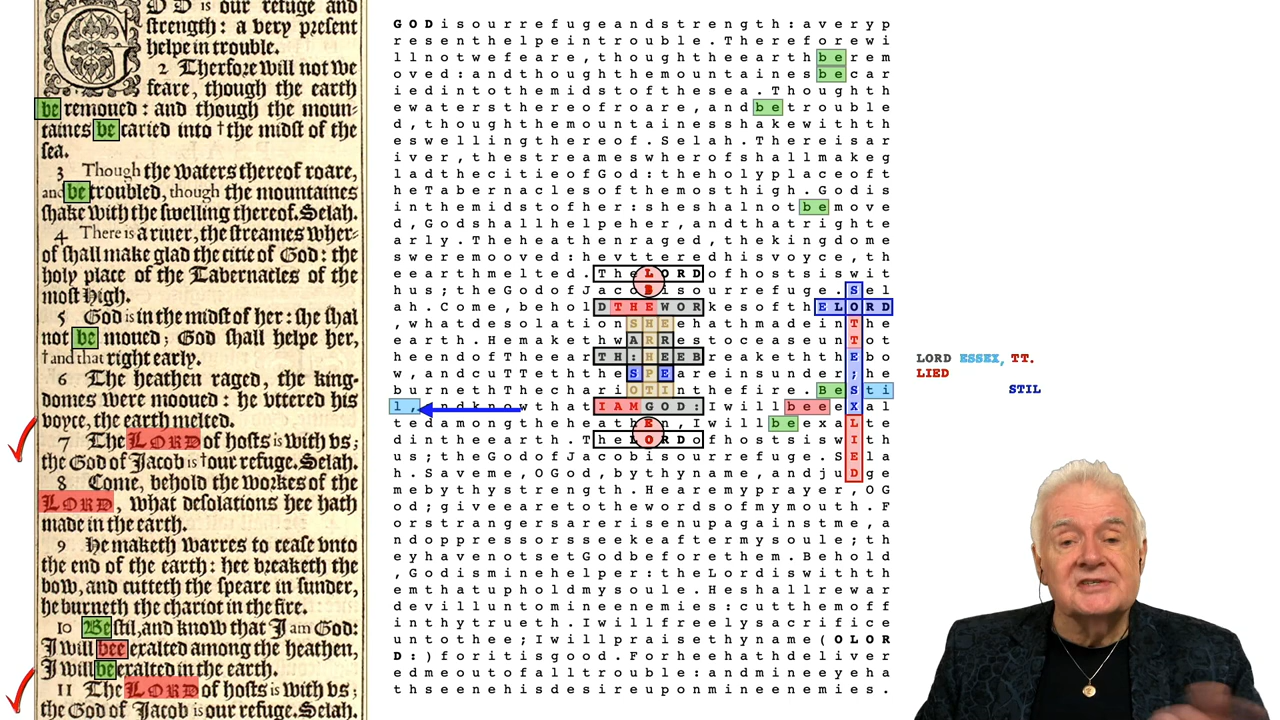 GOD is our refuge and
strength: a very present
helpe in trouble.
2 Therfore will not we
feare, though the earth
be remoued: and though the moun-
taines be caried into † the midst of the
sea.
3 Though the waters thereof roare,
and be troubled, though the mountaines
shake with the swelling thereof. Selah.
4 There is a riuer, the streames wher-
of shall make glad the citie of God: the
holy place of the Tabernacles of the
most High.
5 God is in the midst of her: she shal
not be moued; God shall helpe her,
† and that right early.
6 The heathen raged, the king-
domes were mooued: he vttered his
voyce, the earth melted.
7 The LORD of hosts is with vs;
the God of Jacob is † our refuge. Selah.
8 Come, behold the workes of the
LORD, what desolations hee hath
made in the earth.
9 He maketh warres to cease vnto
the end of the earth: hee breaketh the
bow, and cutteth the speare in sunder,
he burneth the chariot in the fire.
10 Be stil, and know that I am God:
I will bee exalted among the heathen,
I will be exalted in the earth.
11 The LORD of hosts is with vs;
the God of Jacob is our refuge. Selah.
GODisourrefugeandstrength:averyp
resenthelpeintrouble.Thereforewi
llnotwefeare,thoughtheearthberem
oved:andthoughthemountainesbecar
iedintothemidstofthesea.Thoughth
ewatersthereofroare,andbetrouble
d,thoughthemountainesshakewithth
eswellingthereof.Selah.Thereisar
iver,thestreameswherofshallmakeg
ladthecitieofGod:theholyplaceoft
heTabernaclesofthemosthigh.Godis
inthemidstofher:sheshalnotbemove
d,Godshallhelpeher,andthatrighte
arly.Theheathenraged,thekingdome
sweremooved:hevtteredhisvoyce,th
eearthmelted.TheLORDofhostsiswit
hus;theGodofJacoBisourrefuge.Sel
ah.Come,beholDTHEWORkesofthELORD
,whatdesolationSHEehathmadeinThe
earth.HemakethwARRestoceaseunTot
heendofTheearTH:HEEBreakeththEbo
w,andcuTTeththeSPEareinsunder;he
burnethThechariOTInthefire.BeSti
l,andknowthatIAMGOD:IwillbeeeXal
tedamongtheheathEn,IwillbeexaLte
dintheearth.TheLORDofhostsiswIth
us;theGodofJacobisourrefuge.SEla
h.Saveme,OGod,bythyname,andjuDge
mebythystrength.Hearemyprayer,OG
od;giveearetothewordsofmymouth.F
orstrangersarerisenupagainstme,a
ndoppressorsseekeaftermysoule;th
eyhavenotsetGodbeforethem.Behold
,Godisminehelper:theLordiswithth
emthatupholdmysoule.Heshallrewar
devilluntomineenemies:cutthemoff
inthytrueth.Iwillfreelysacrifice
untothee;Iwillpraisethyname(OLOR
D:)foritisgood.Forheehathdeliver
edmeoutofalltrouble:andmineeyeha
thseenehisdesireuponmineenemie.
LORD ESSEX, TT.
LIED
STIL